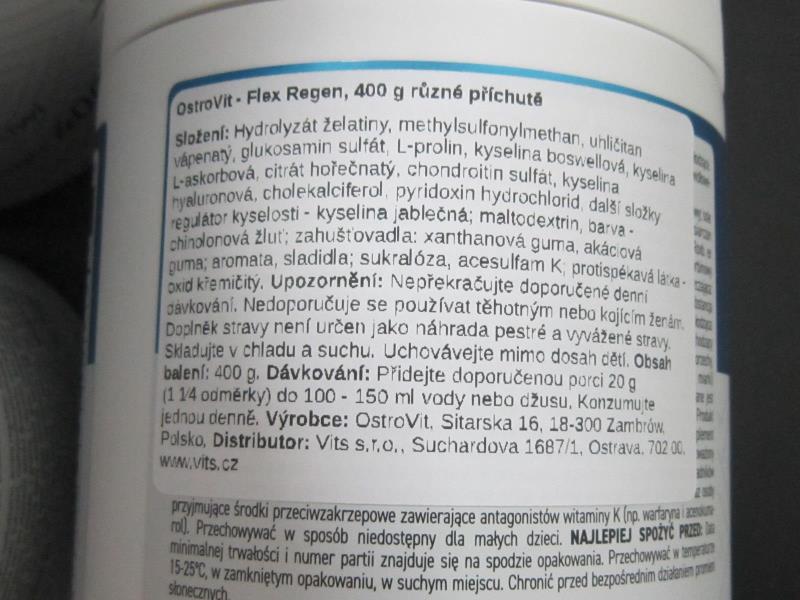 OstroVit - Flex Regen, 400 g různé příchutě
Složení: Hydrolyzát želatiny, methylsulfonylmethan, uhličitan
vápenatý, glukosamin sulfát, L-prolin, kyselina boswellová, kyselina
L-askorbová, citrát hořečnatý, chondroitin sulfát, kyselina
hyaluronová, cholekalciferol, pyridoxin hydrochlorid, další složky
regulátor kyselosti - kyselina jablečná; maltodextrin, barva -
chinolonová žluť; zahušťovadla: xanthanová guma, akáciová
guma; aromata, sladidla; sukralóza, acesulfam K; protispékavá látka -
oxid křemičitý. Upozornění: Nepřekračujte doporučené denní
dávkování. Nedoporučuje se používat těhotným nebo kojícím ženám.
Doplněk stravy není určen jako náhrada pestré a vyvážené stravy.
Skladujte v chladu a suchu. Uchovávejte mimo dosah dětí. Obsah
balení: 400 g. Dávkování: Přidejte doporučenou porci 20 g
(1 1/4 odměrky) do 100 - 150 ml vody nebo džusu. Konzumujte
jednou denně. Výrobce: OstroVit, Sitarska 16, 18-300 Zambrów,
Polsko, Distributor: Vits s.r.o., Suchardova 1687/1, Ostrava. 702 00,
www.vits.cz
przyjmujące środki przeciwzakrzepowe zawierające antagonistów witaminy K (np. warfaryna i acenokuma-
rol). Przechowywać w sposób niedostępny dla małych dzieci. NAJLEPIEJ SPOŻYĆ PRZED: Data
minimalnej trwałości i numer partii znajduje się na spodzie opakowania. Przechowywać w temperaturze
15-25°C, w zamkniętym opakowaniu, w suchym miejscu. Chronić przed bezpośrednim działaniem promieni
słonecznych.